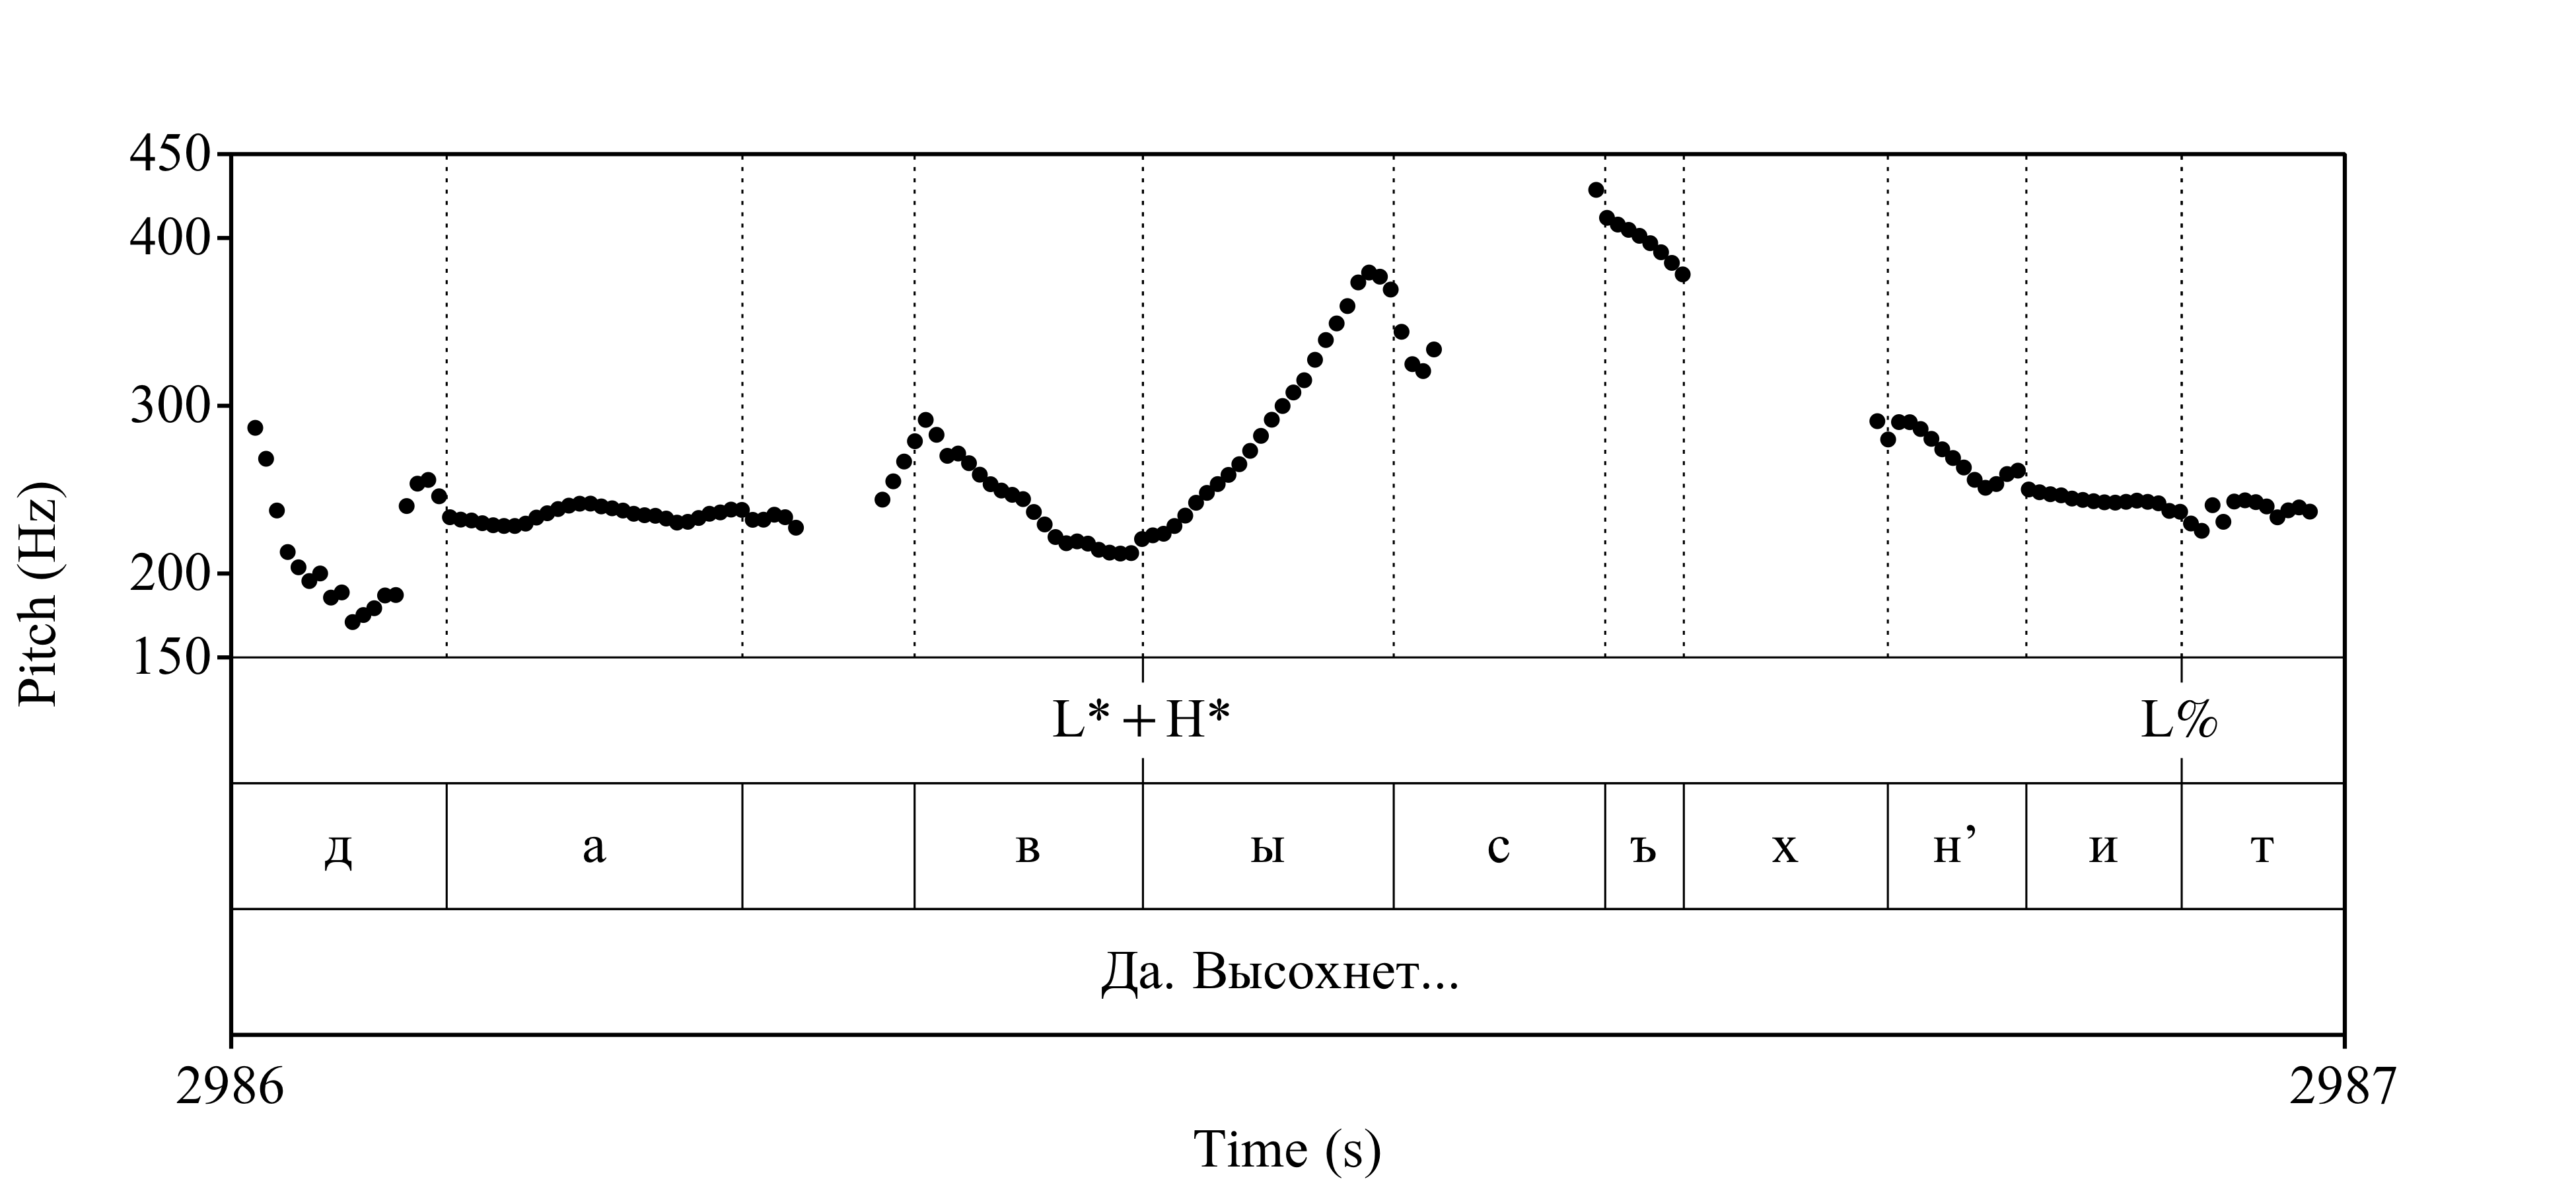 450
400
300
200
150
Pitch (Hz)
L*+H* L%
д а в ы с ъ х н’ и т
Да. Высохнет...
2986 2987
Time (s)